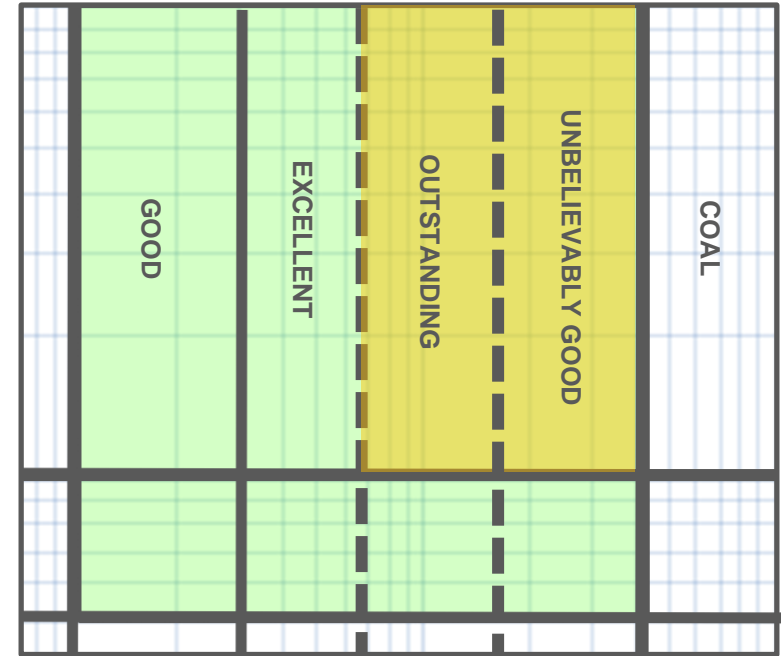 GOOD
EXCELLENT
OUTSTANDING
UNBELIEVABLY GOOD
COAL